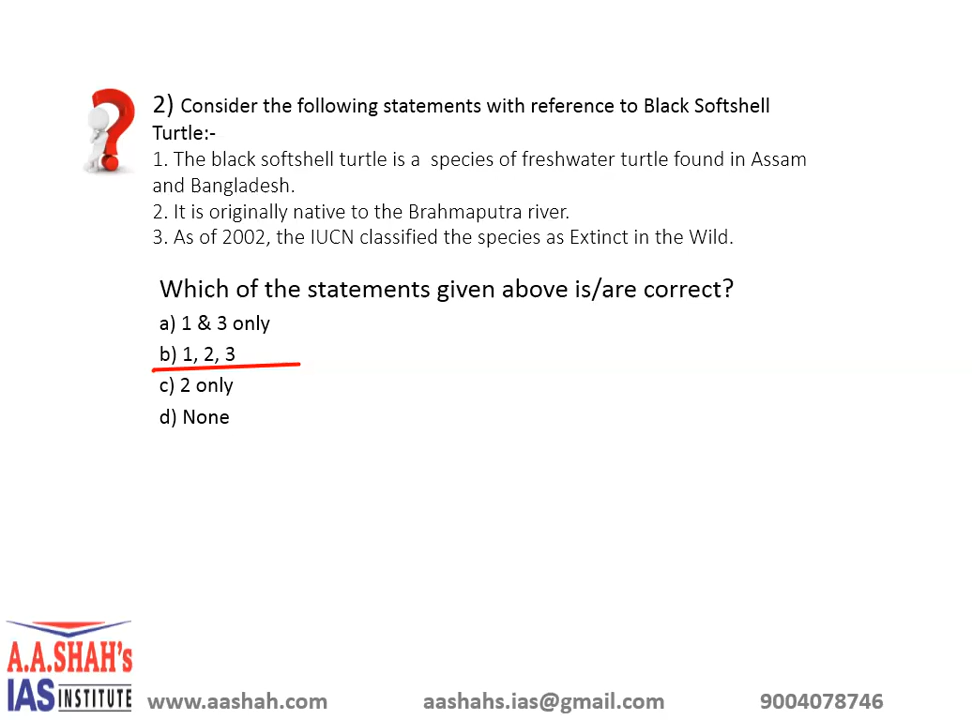 2) Consider the following statements with reference to Black Softshell
Turtle:-
1. The black softshell turtle is a species of freshwater turtle found in Assam
and Bangladesh.
2. It is originally native to the Brahmaputra river.
3. As of 2002, the IUCN classified the species as Extinct in the Wild.
Which of the statements given above is/are correct?
a) 1 & 3 only
b) 1, 2, 3
c) 2 only
d) None
A.A.SHAH's
IAS INSTITUTE
www.aashah.com aashahs.ias@gmail.com 9004078746